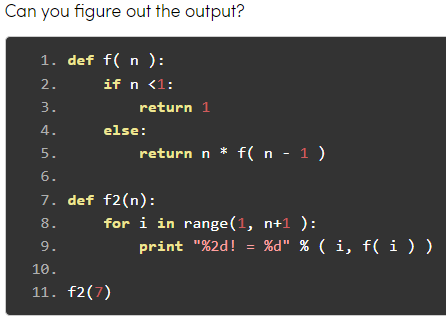 Can you figure out the output?
1. def f( n ):
2. if n <1:
3. return 1
4. else:
5. return n * f( n - 1 )
6.
7. def f2(n):
8. for i in range(1, n+1 ):
9. print "%2d! = %d" % ( i, f( i ) )
10.
11. f2(7)